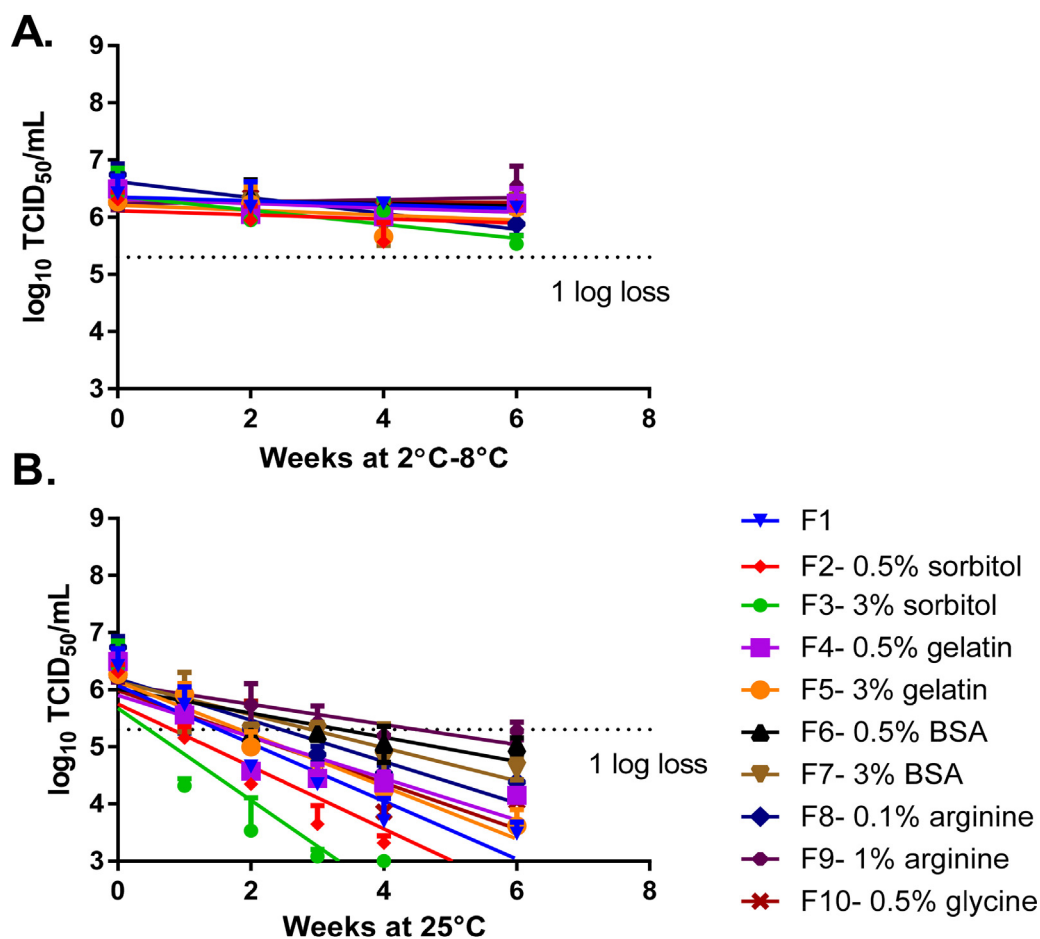 A.
9
8
7
6
5
4
3
log10 TCID50/mL
1 log loss
0 2 4 6 8
Weeks at 2°C-8°C
B.
9
8
7
6
5
4
3
log10 TCID50/mL
1 log loss
0 2 4 6 8
Weeks at 25°C
F1
F2- 0.5% sorbitol
F3- 3% sorbitol
F4- 0.5% gelatin
F5- 3% gelatin
F6- 0.5% BSA
F7- 3% BSA
F8- 0.1% arginine
F9- 1% arginine
F10- 0.5% glycine